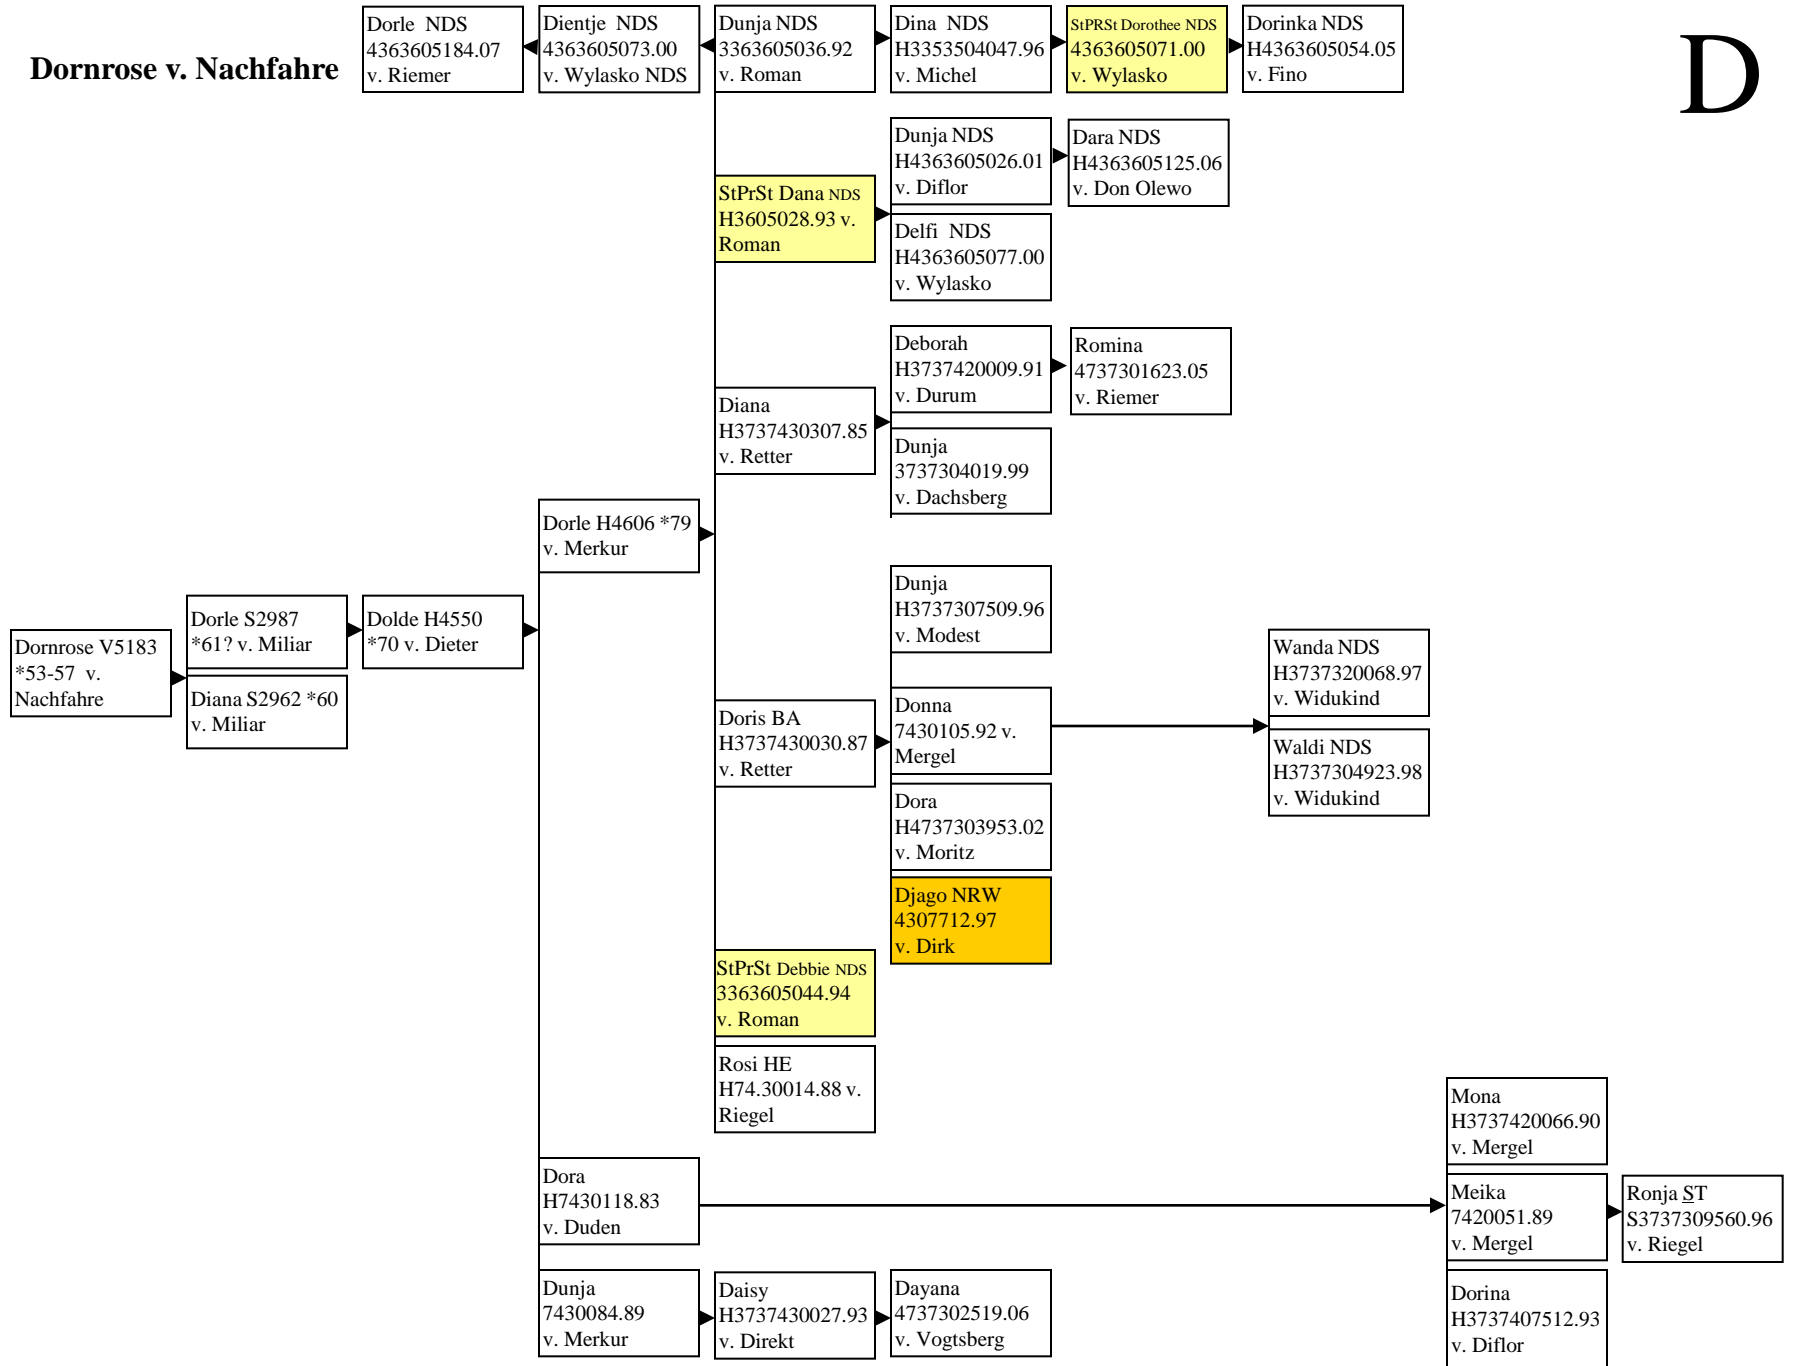 Dornrose v. Nachfahre
D
Dorle NDS
4363605184.07
v. Riemer
Dientje NDS
4363605073.00
v. Wylasko NDS
Dunja NDS
3363605036.92
v. Roman
Dina NDS
H3353504047.96
v. Michel
StPRSt Dorothee NDS
4363605071.00
v. Wylasko
Dorinka NDS
H4363605054.05
v. Fino
Dunja NDS
H4363605026.01
v. Diflor
Dara NDS
H4363605125.06
v. Don Olewo
StPrSt Dana NDS
H3605028.93 v.
Roman
Delfi NDS
H4363605077.00
v. Wylasko
Deborah
H3737420009.91
v. Durum
Romina
4737301623.05
v. Riemer
Diana
H3737430307.85
v. Retter
Dunja
3737304019.99
v. Dachsberg
Dorle H4606 *79
v. Merkur
Dornrose V5183
*53-57 v.
Nachfahre
Dorle S2987
*61? v. Miliar
Diana S2962 *60
v. Miliar
Dolde H4550
*70 v. Dieter
Dunja
H3737307509.96
v. Modest
Doris BA
H3737430030.87
v. Retter
Donna
7430105.92 v.
Mergel
Wanda NDS
H3737320068.97
v. Widukind
Waldi NDS
H3737304923.98
v. Widukind
Dora
H4737303953.02
v. Moritz
Djago NRW
4307712.97
v. Dirk
StPrSt Debbie NDS
3363605044.94
v. Roman
Rosi HE
H74.30014.88 v.
Riegel
Dora
H7430118.83
v. Duden
Mona
H3737420066.90
v. Mergel
Meika
7420051.89
v. Mergel
Ronja ST
S3737309560.96
v. Riegel
Dunja
7430084.89
v. Merkur
Daisy
H3737430027.93
v. Direkt
Dayana
4737302519.06
v. Vogtsberg
Dorina
H3737407512.93
v. Diflor